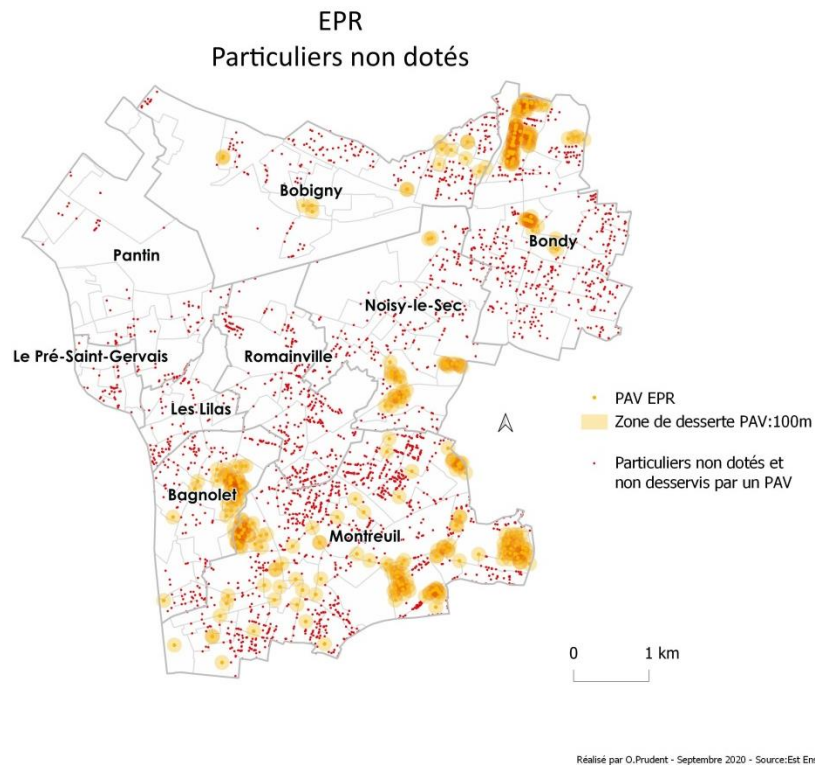 EPR
Particuliers non dotés
Bobigny
Pantin
Bondy
Noisy-le-Sec
Le Pré-Saint-Gervais
Romainville
Les Lilas
Bagnolet
Montreuil
PAV EPR
Zone de desserte PAV:100m
Particuliers non dotés et
non desservis par un PAV
0 1 km
Réalisé par O.Prudent - Septembre 2020 - Source:Est